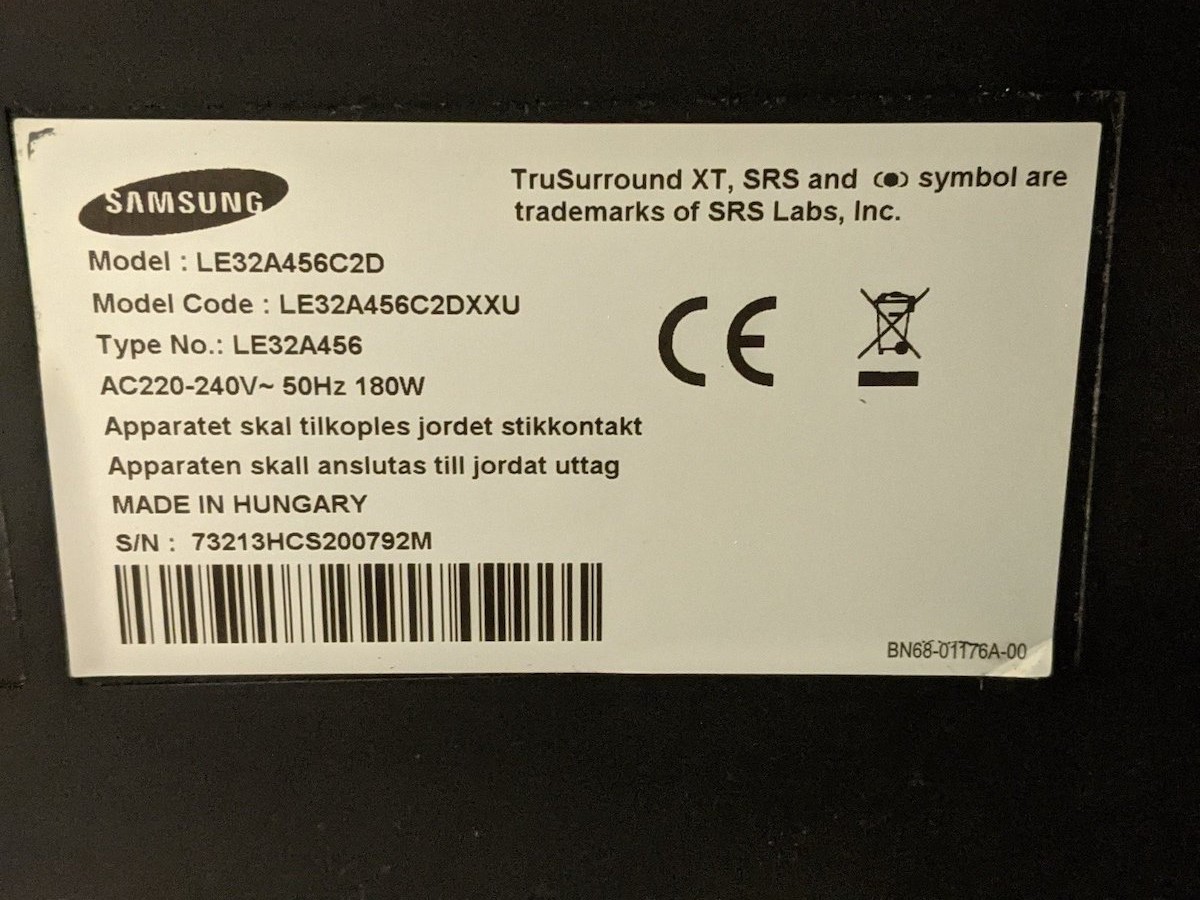 SAMSUNG
TruSurround XT, SRS and (●) symbol are
trademarks of SRS Labs, Inc.
Model : LE32A456C2D
Model Code : LE32A456C2DXXU
Type No.: LE32A456
AC220-240V~ 50Hz 180W
Apparatet skal tilkoples jordet stikkontakt
Apparaten skall anslutas till jordat uttag
MADE IN HUNGARY
S/N : 73213HCS200792M
CE
BN68-01176A-00